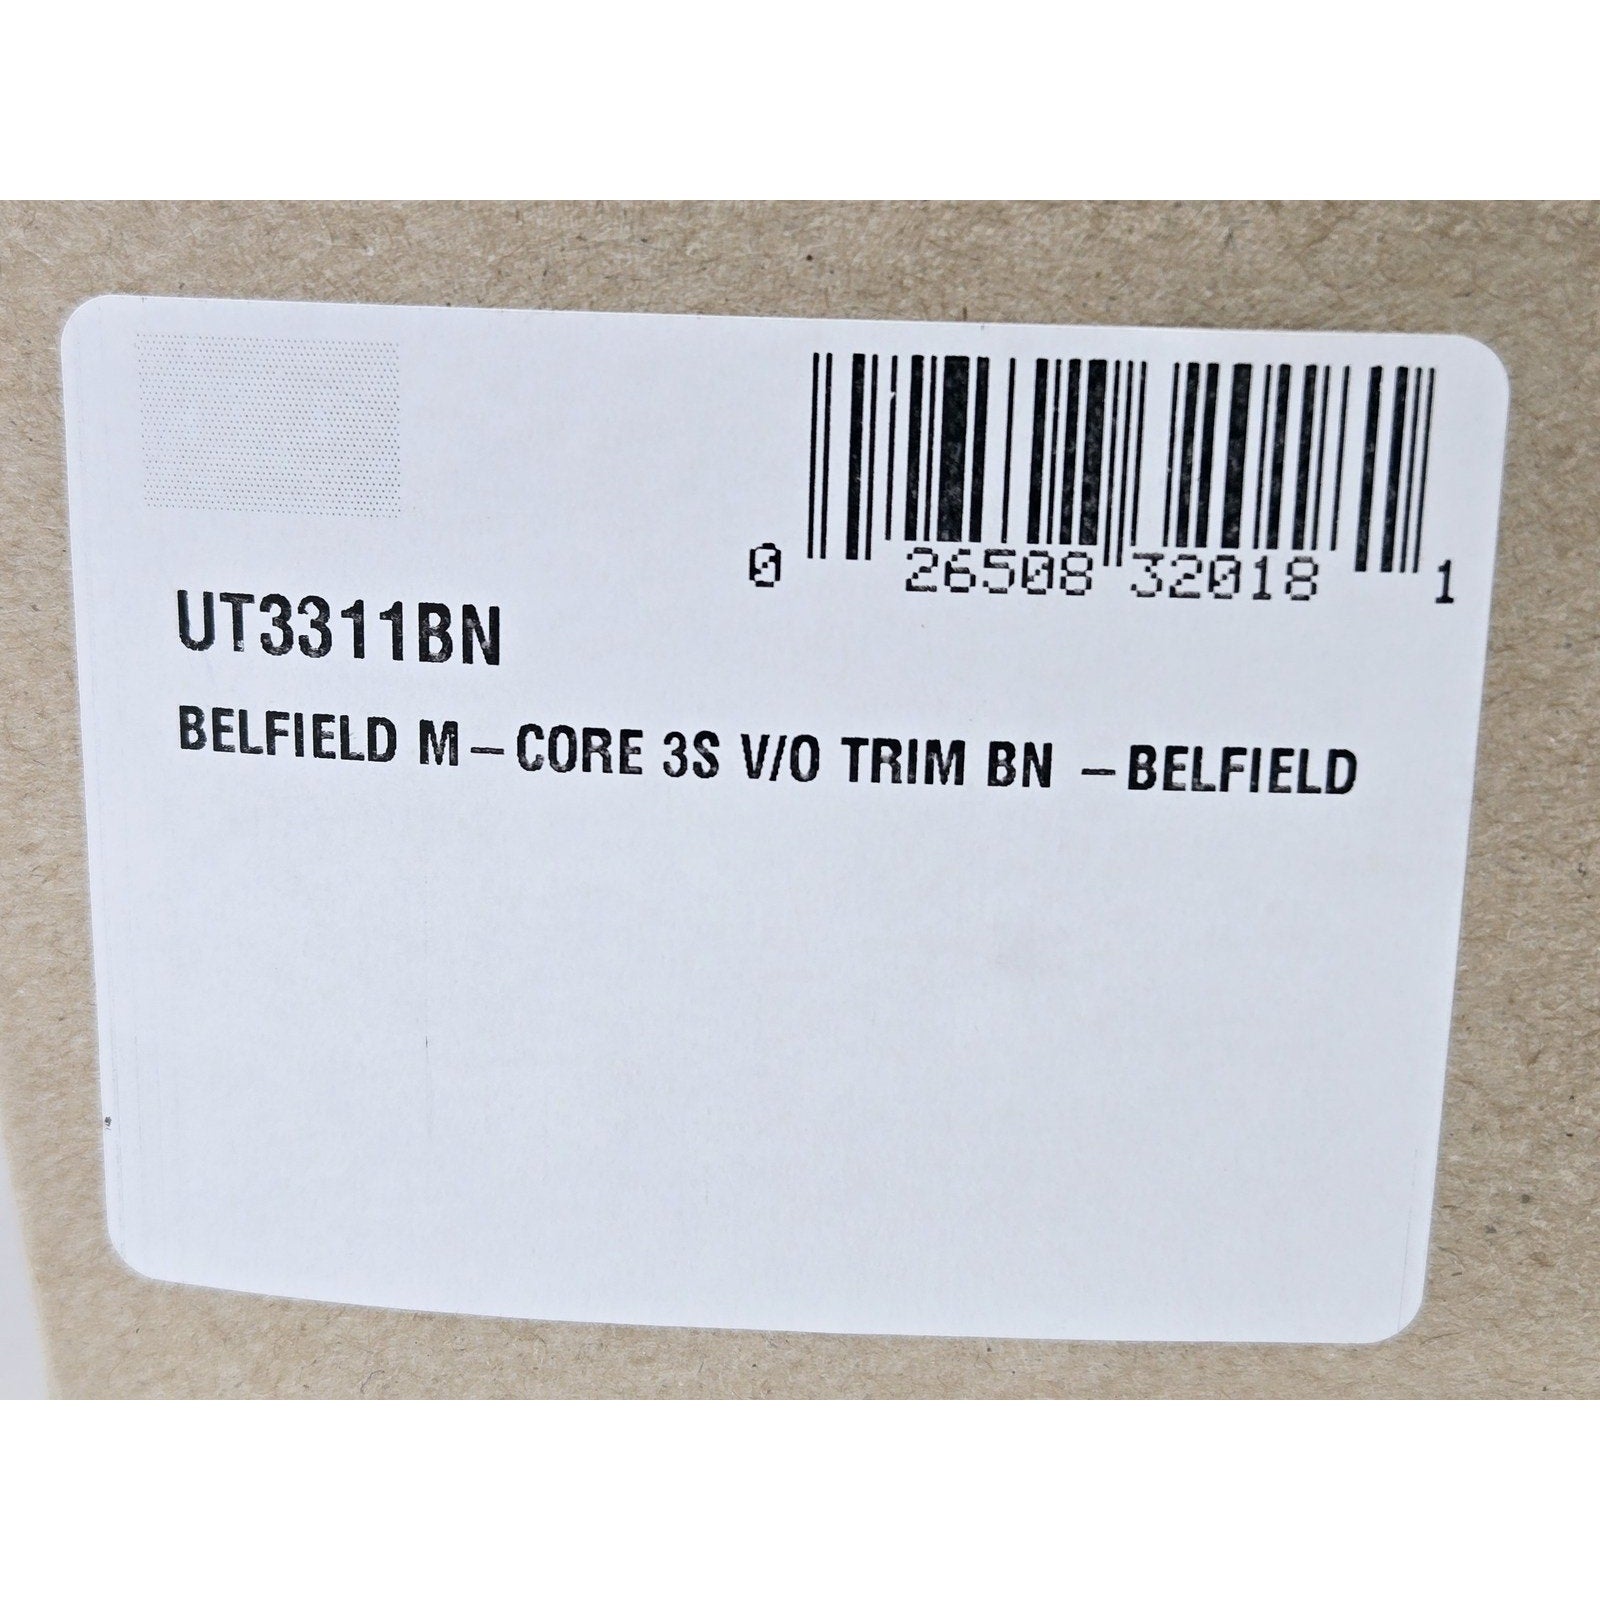 0 26508 32018 1
UT3311BN
BELFIELD M-CORE 3S V/O TRIM BN -BELFIELD